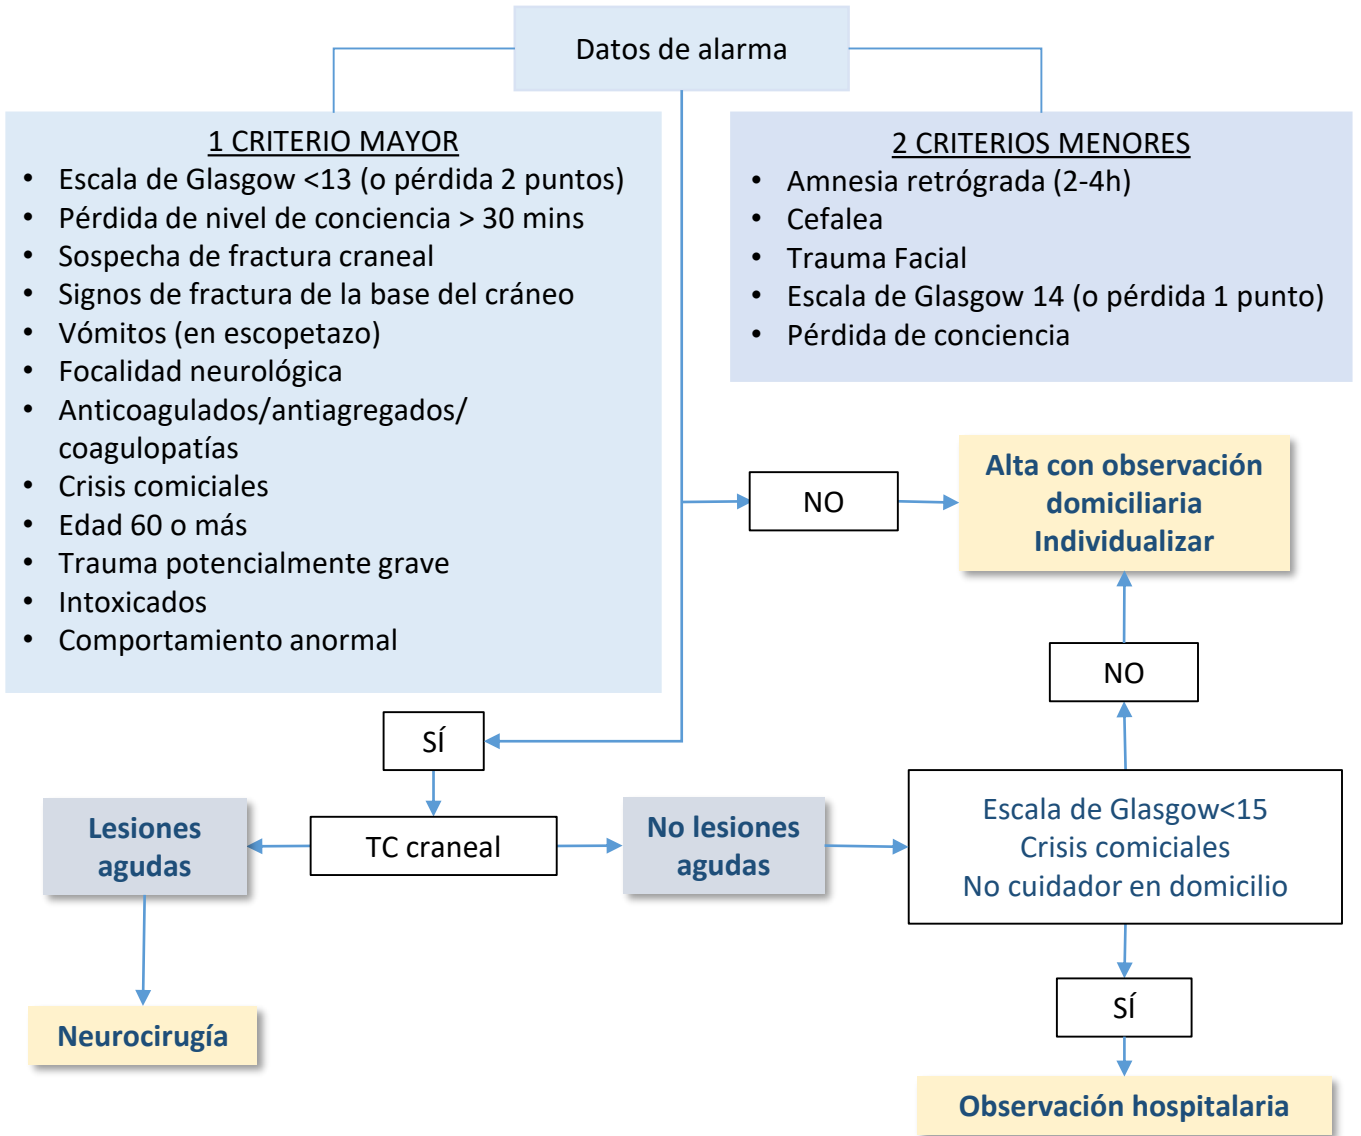 Datos de alarma
1 CRITERIO MAYOR
• Escala de Glasgow <13 (o pérdida 2 puntos)
• Pérdida de nivel de conciencia > 30 mins
• Sospecha de fractura craneal
• Signos de fractura de la base del cráneo
• Vómitos (en escopetazo)
• Focalidad neurológica
• Anticoagulados/antiagregados/
coagulopatías
• Crisis comiciales
• Edad 60 o más
• Trauma potencialmente grave
• Intoxicados
• Comportamiento anormal
2 CRITERIOS MENORES
• Amnesia retrógrada (2-4h)
• Cefalea
• Trauma Facial
• Escala de Glasgow 14 (o pérdida 1 punto)
• Pérdida de conciencia
NO
Alta con observación
domiciliaria
Individualizar
NO
SÍ
TC craneal
Lesiones
agudas
No lesiones
agudas
Escala de Glasgow<15
Crisis comiciales
No cuidador en domicilio
Neurocirugía
SÍ
Observación hospitalaria